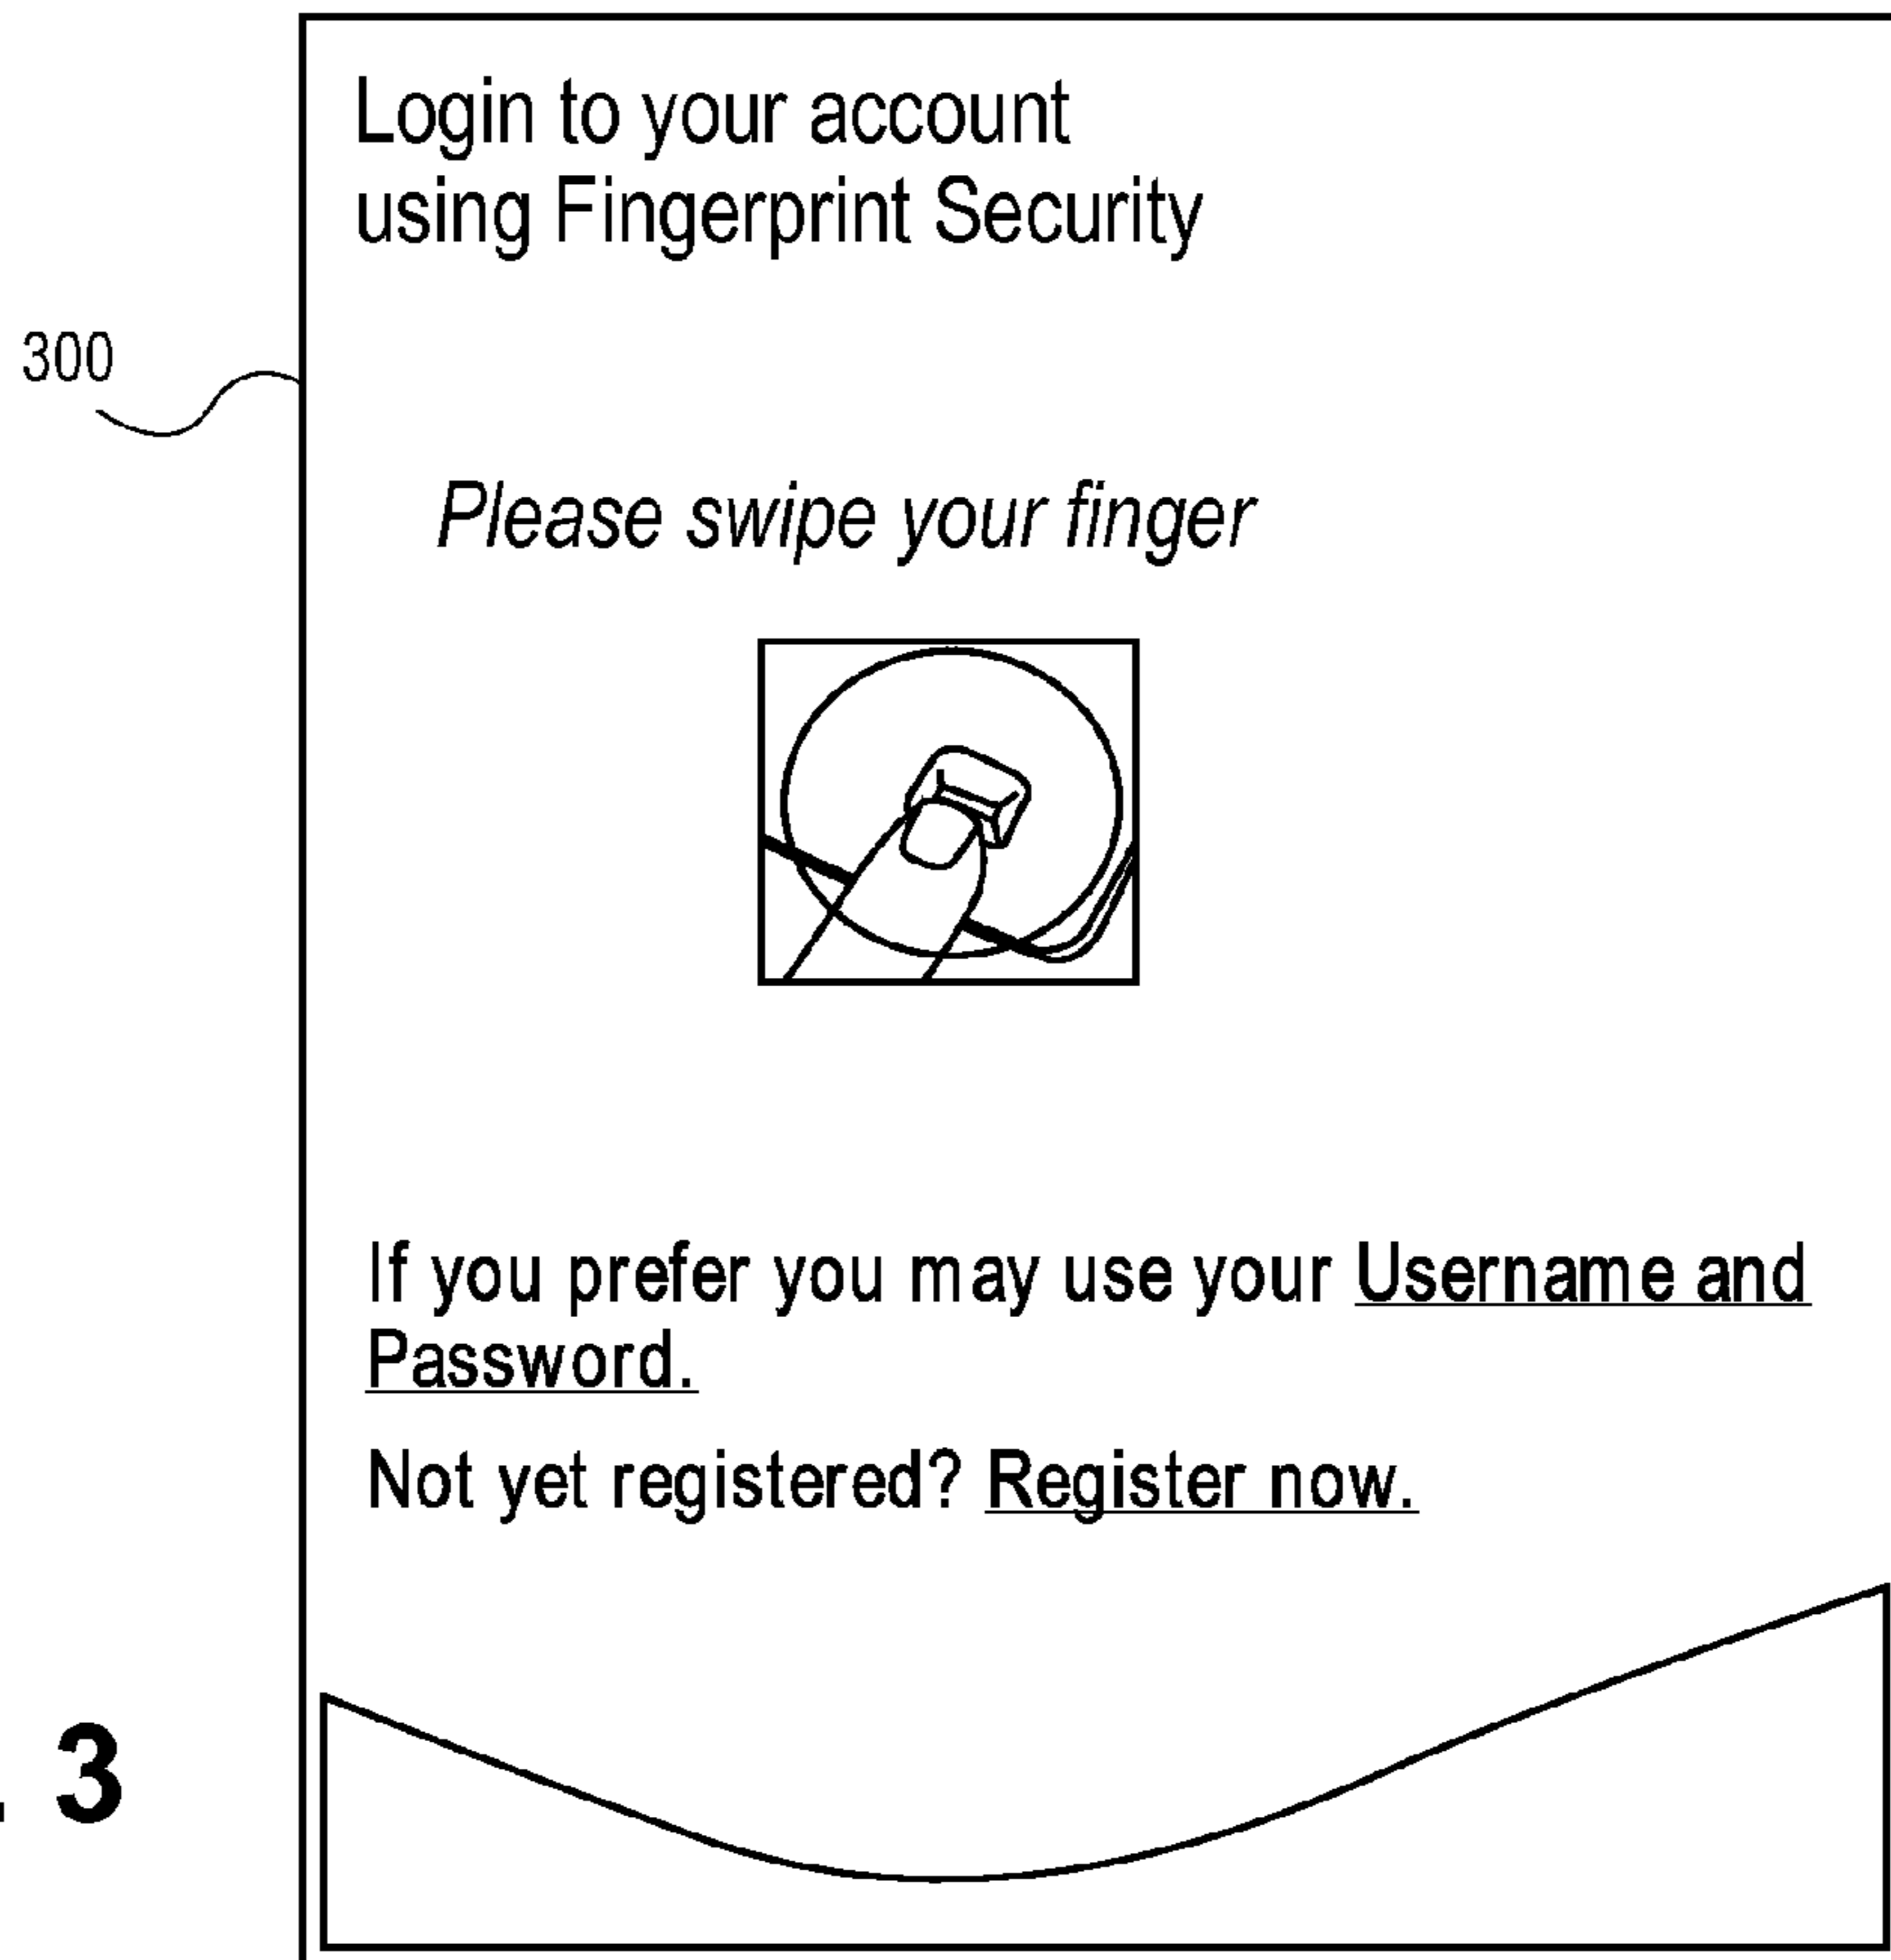 Login to your account
using Fingerprint Security
300
Please swipe your finger
If you prefer you may use your Username and
Password.
Not yet registered? Register now.
. 3